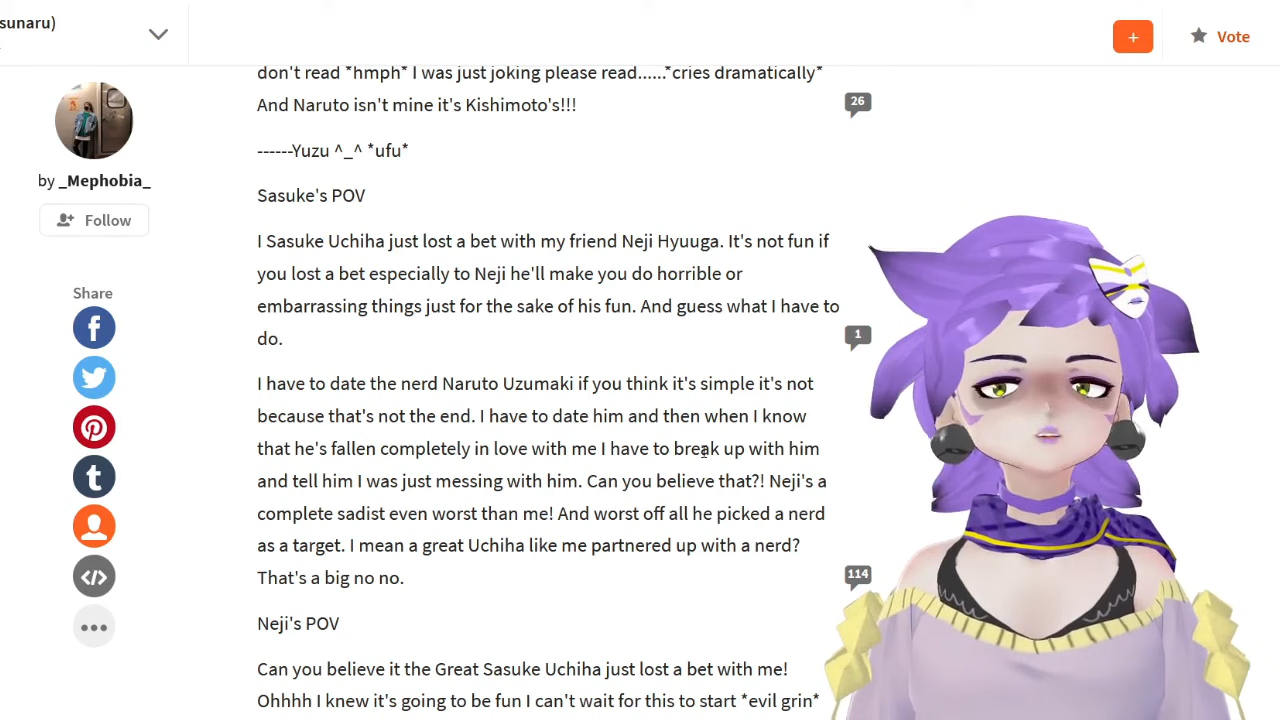 sunaru)
+
Vote
by _Mephobia_
Follow
Share
don't read *hmph* I was just joking please read......*cries dramatically*
And Naruto isn't mine it's Kishimoto's!!!
26
------Yuzu ^_^ *ufu*
Sasuke's POV
I Sasuke Uchiha just lost a bet with my friend Neji Hyuuga. It's not fun if
you lost a bet especially to Neji he'll make you do horrible or
embarrassing things just for the sake of his fun. And guess what I have to
do.
1
I have to date the nerd Naruto Uzumaki if you think it's simple it's not
because that's not the end. I have to date him and then when I know
that he's fallen completely in love with me I have to break up with him
and tell him I was just messing with him. Can you believe that?! Neji's a
complete sadist even worst than me! And worst off all he picked a nerd
as a target. I mean a great Uchiha like me partnered up with a nerd?
That's a big no no.
114
Neji's POV
Can you believe it the Great Sasuke Uchiha just lost a bet with me!
Ohhhh I knew it's going to be fun I can't wait for this to start *evil grin*